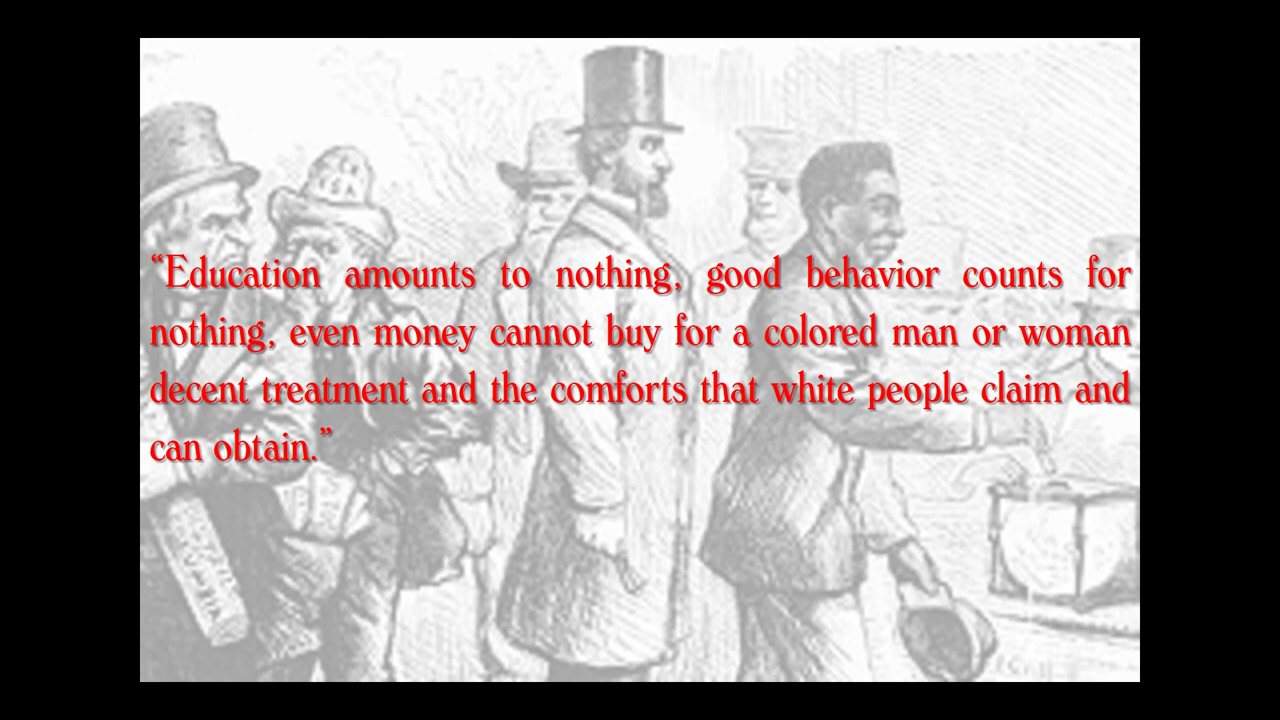 “Education amounts to nothing, good behavior counts for
nothing, even money cannot buy for a colored man or woman
decent treatment and the comforts that white people claim and
can obtain.”